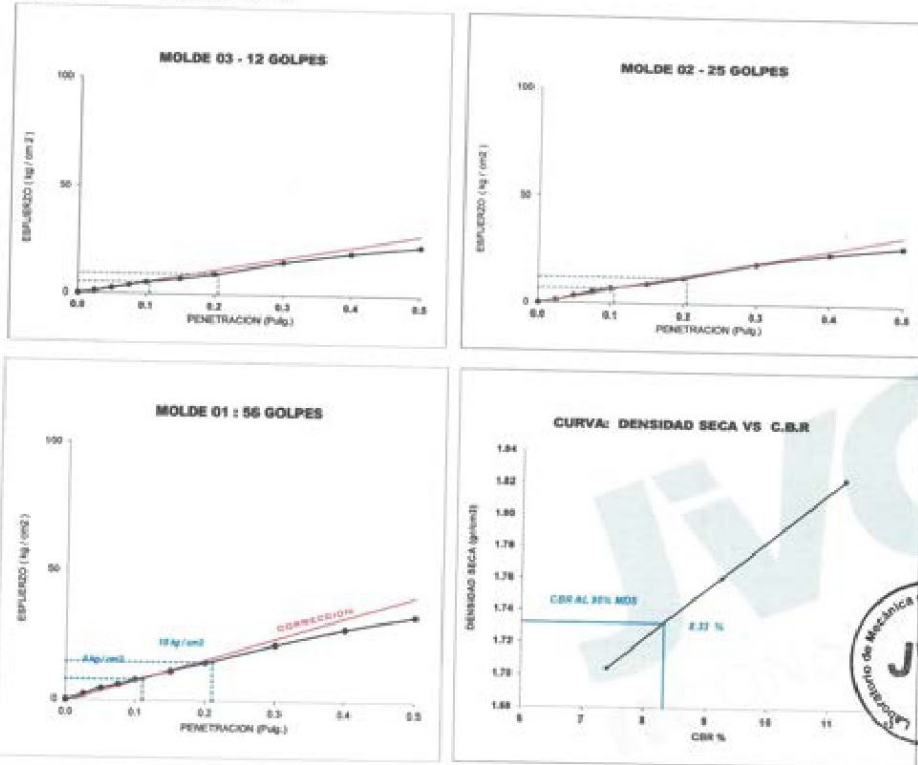 MOLDE 03 - 12 GOLPES
100
50
0
ESFUERZO ( kg / cm 2 )
0.0 0.1 0.2 0.3 0.4 0.5
PENETRACION (Pulg.)
MOLDE 02 - 25 GOLPES
100
50
0
ESFUERZO ( kg / cm2 )
0.0 0.1 0.2 0.3 0.4 0.5
PENETRACION (Pulg.)
MOLDE 01 : 56 GOLPES
100
50
0
ESFUERZO ( kg / cm2 )
CORRECCION
kg / cm2
kg / cm2
0.0 0.1 0.2 0.3 0.4 0.5
PENETRACION (Pulg.)
CURVA: DENSIDAD SECA VS C.B.R
1.84
1.82
1.80
1.78
1.76
1.74
1.72
1.70
1.68
DENSIDAD SECA (gr/cm3)
CBR AL 95% MDS
8.33 %
6 7 8 9 10 11
CBR %
JVC
Laboratorio de Mecánica